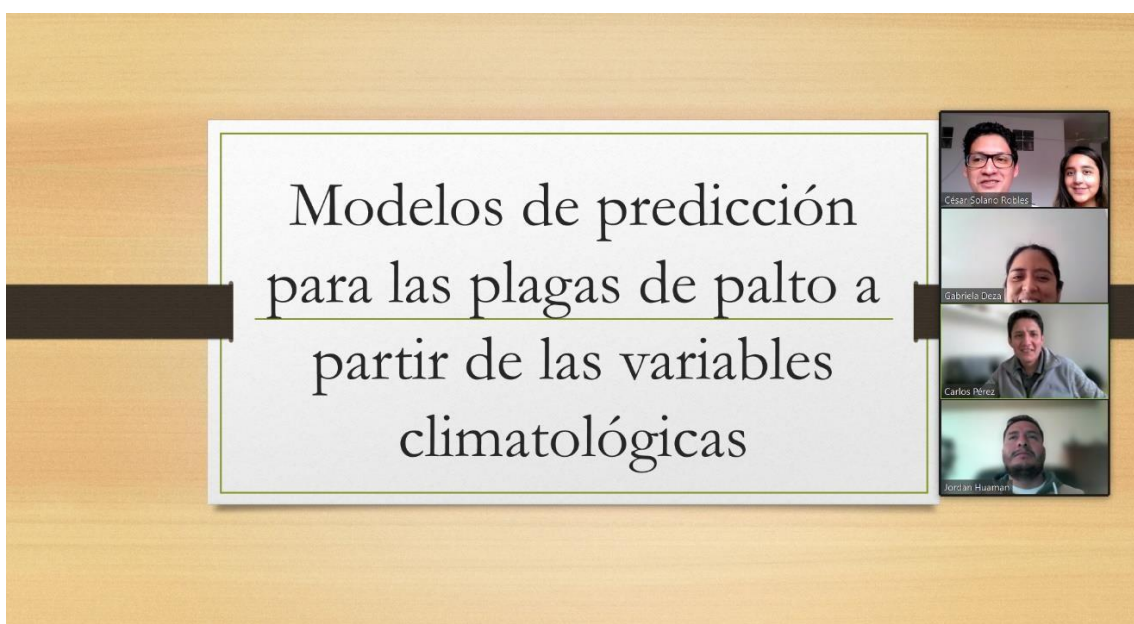 Modelos de predicción
para las plagas de palto a
partir de las variables
climatológicas
César Solano Robles
Gabriela Deza
Carlos Pérez
Jordan Huaman